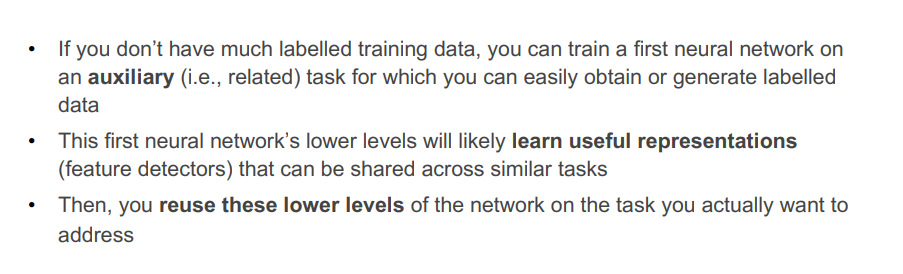 • If you don't have much labelled training data, you can train a first neural network on
an auxiliary (i.e., related) task for which you can easily obtain or generate labelled
data
• This first neural network's lower levels will likely learn useful representations
(feature detectors) that can be shared across similar tasks
• Then, you reuse these lower levels of the network on the task you actually want to
address